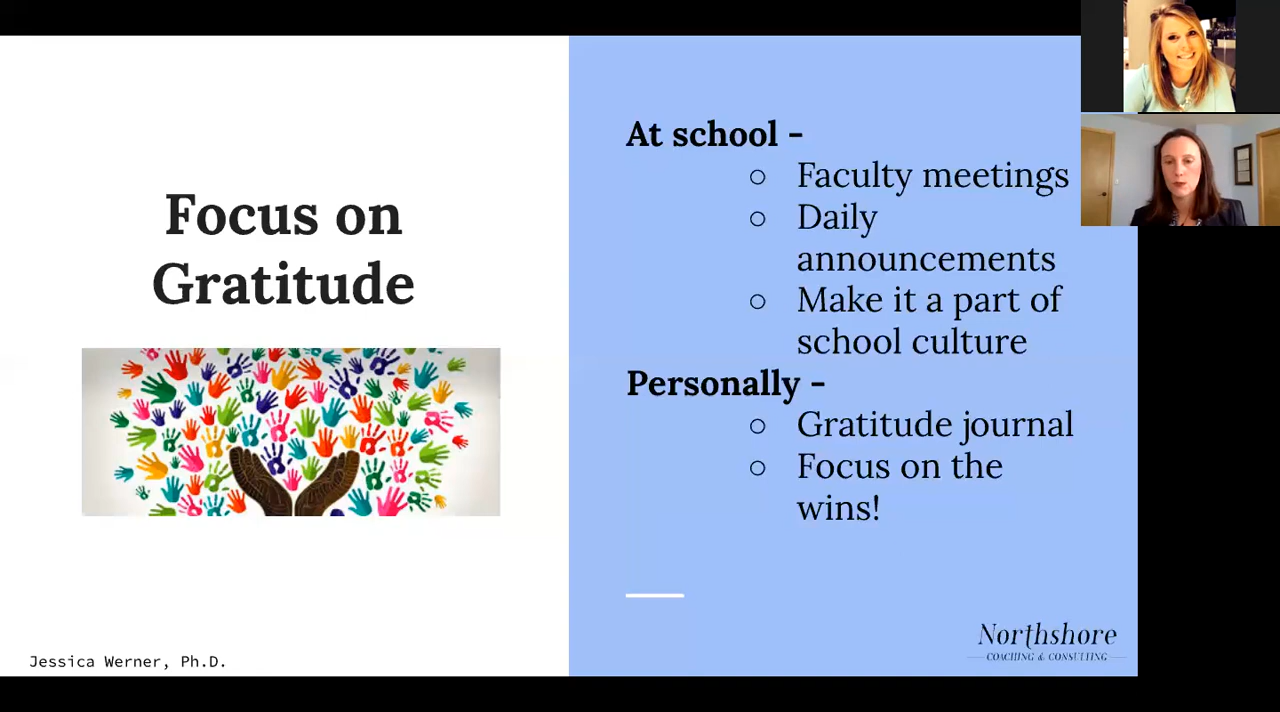 Focus on
Gratitude
Jessica Werner, Ph.D.
At school -
○ Faculty meetings
○ Daily
announcements
○ Make it a part of
school culture
Personally -
○ Gratitude journal
○ Focus on the
wins!
Northshore
COACHING & CONSULTING